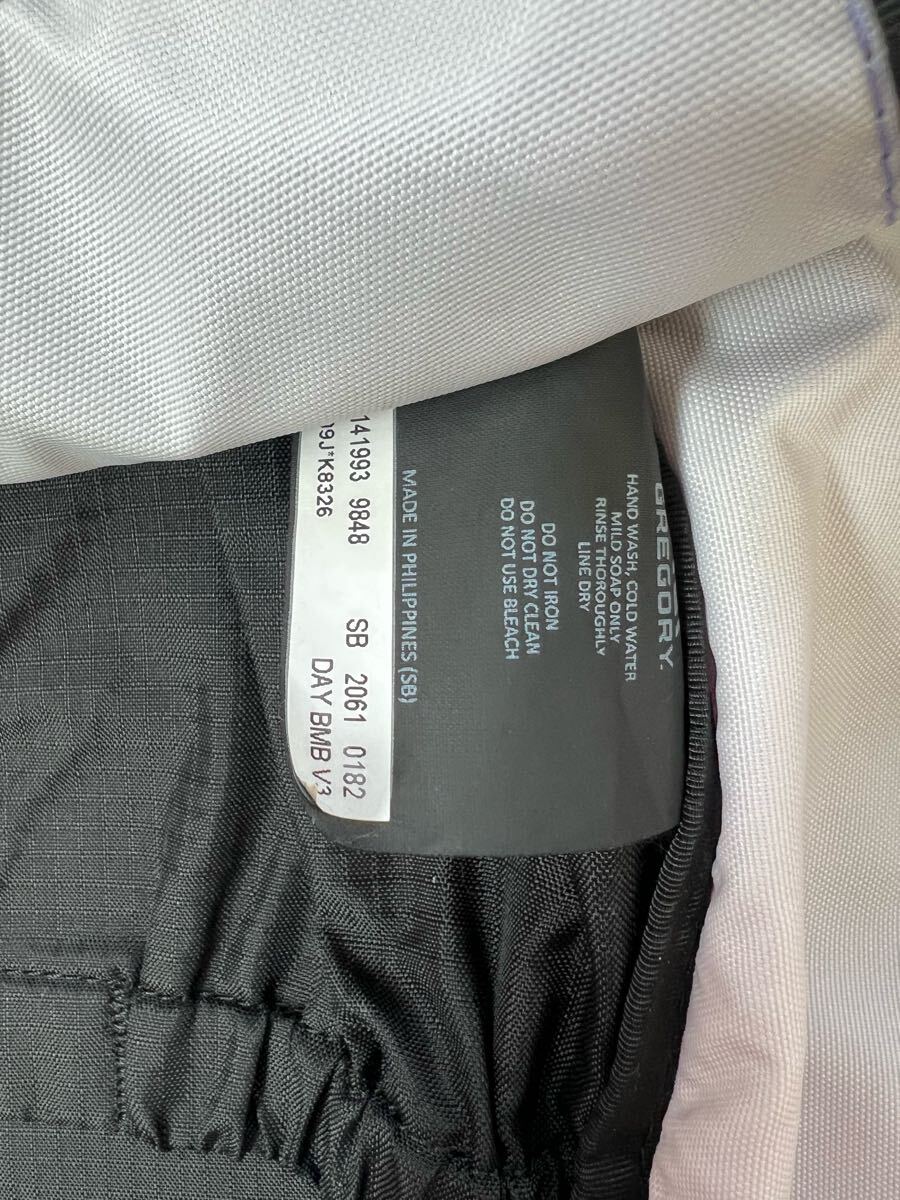 GREGORY.
HAND WASH, COLD WATER
MILD SOAP ONLY
RINSE THOROUGHLY
LINE DRY
DO NOT IRON
DO NOT DRY CLEAN
DO NOT USE BLEACH
MADE IN PHILIPPINES (SB)
141993 9848 SB 2061 0182
09J*K8326 DAY BMB V3